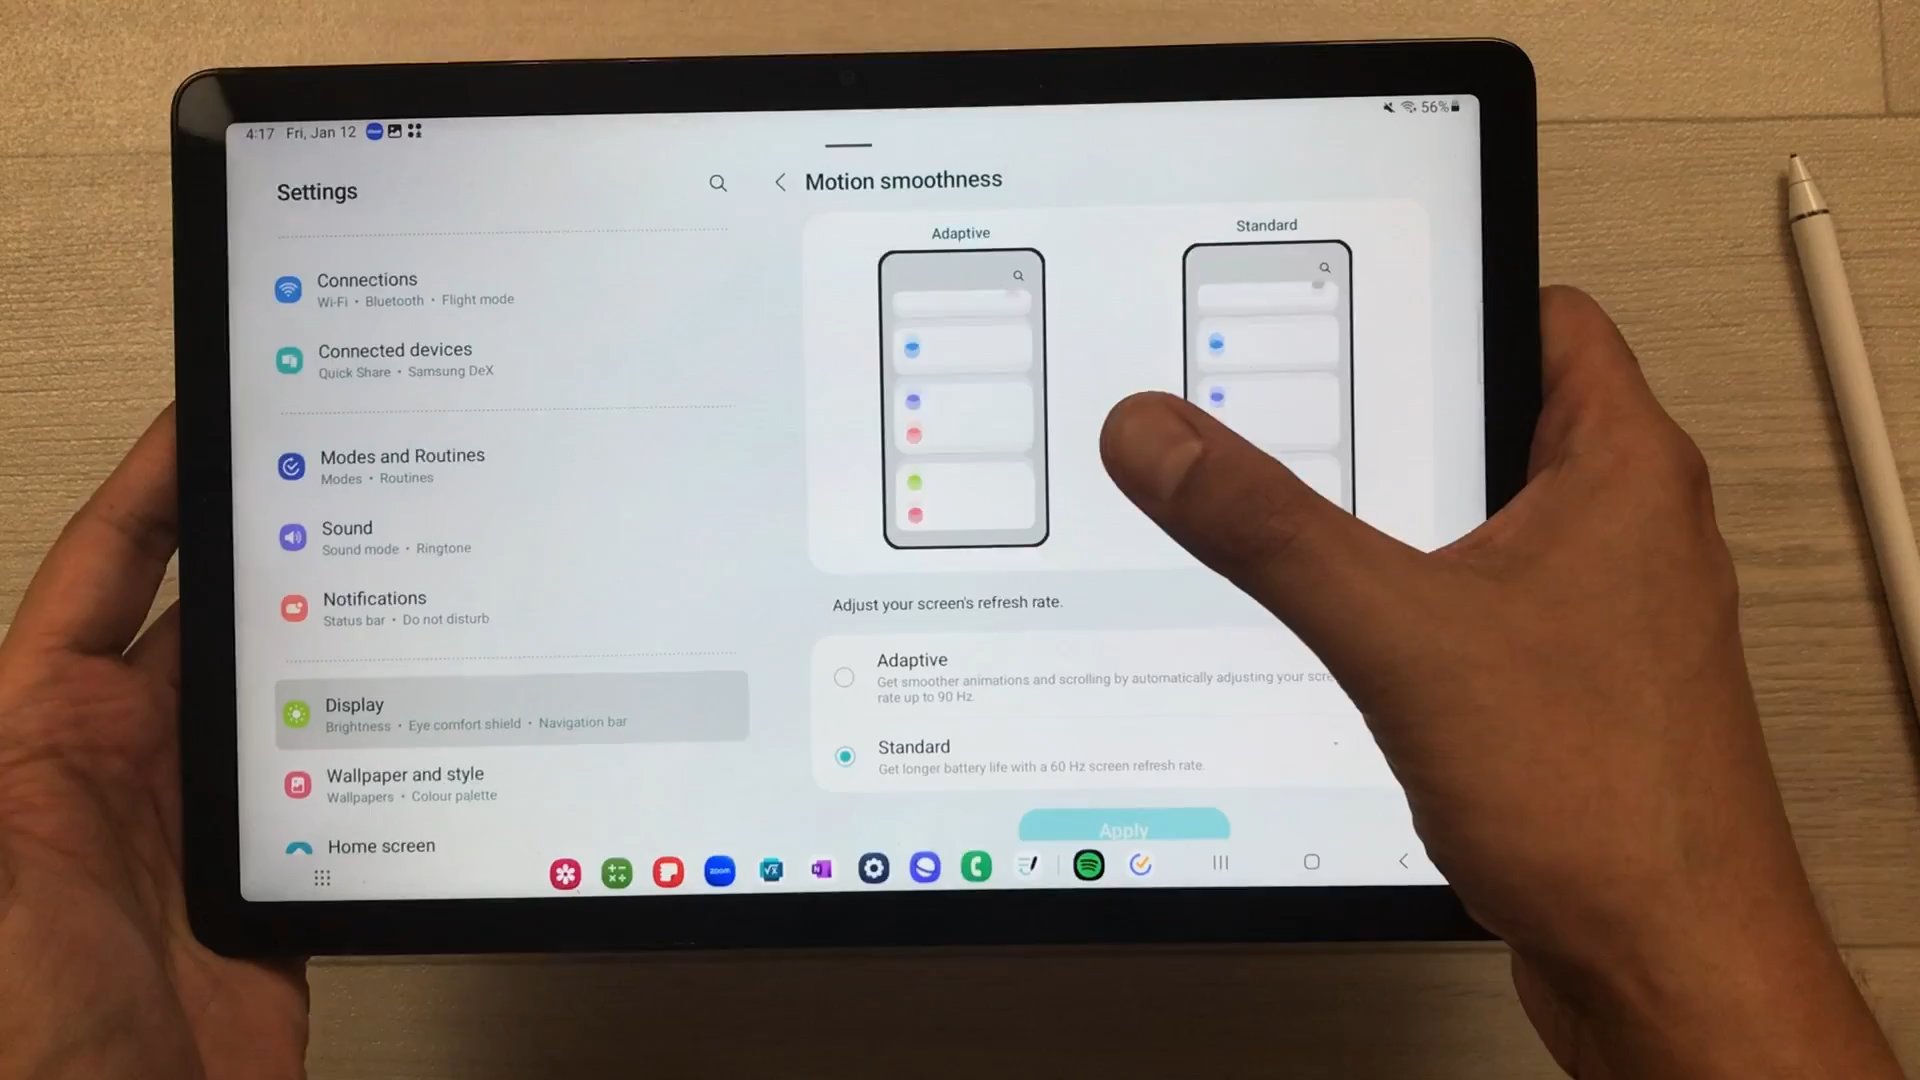 4:17 Fri, Jan 12
56%
Settings
Connections
Wi-Fi • Bluetooth • Flight mode
Connected devices
Quick Share • Samsung DeX
Modes and Routines
Modes • Routines
Sound
Sound mode • Ringtone
Notifications
Status bar • Do not disturb
Display
Brightness • Eye comfort shield • Navigation bar
Wallpaper and style
Wallpapers • Colour palette
Home screen
Motion smoothness
Adaptive
Standard
Adjust your screen's refresh rate.
Adaptive
Get smoother animations and scrolling by automatically adjusting your scre
rate up to 90 Hz.
Standard
Get longer battery life with a 60 Hz screen refresh rate.
Apply
zoom